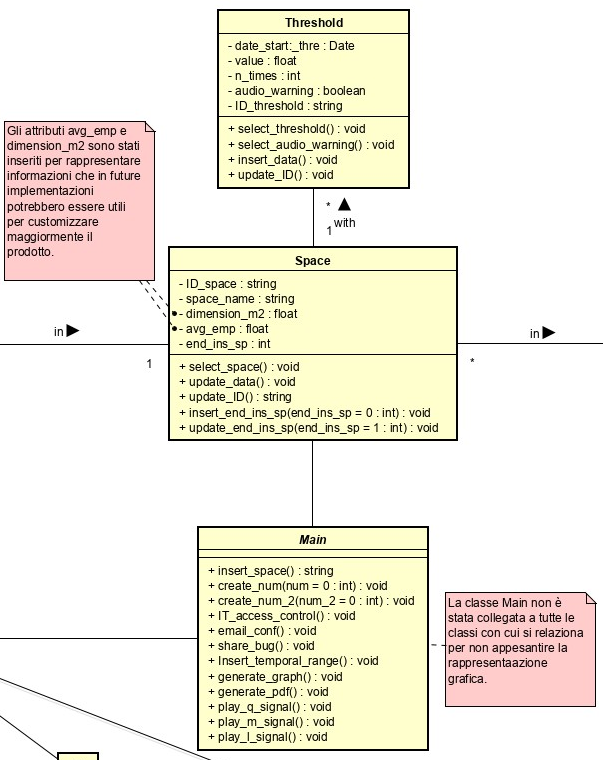 Threshold
- date_start:_thre : Date
- value : float
- n_times : int
- audio_warning : boolean
- ID_threshold : string
+ select_threshold() : void
+ select_audio_warning() : void
+ insert_data() : void
+ update_ID() : void
Gli attributi avg_emp e
dimension_m2 sono stati
inseriti per rappresentare
informazioni che in future
implementazioni
potrebbero essere utili
per customizzare
maggiormente il
prodotto.
*
with
1
Space
- ID_space : string
- space_name : string
- dimension_m2 : float
- avg_emp : float
- end_ins_sp : int
+ select_space() : void
+ update_data() : void
+ update_ID() : string
+ insert_end_ins_sp(end_ins_sp = 0 : int) : void
+ update_end_ins_sp(end_ins_sp = 1 : int) : void
in
1
in
*
Main
+ insert_space() : string
+ create_num(num = 0 : int) : void
+ create_num_2(num_2 = 0 : int) : void
+ IT_access_control() : void
+ email_conf() : void
+ share_bug() : void
+ Insert_temporal_range() : void
+ generate_graph() : void
+ generate_pdf() : void
+ play_q_signal() : void
+ play_m_signal() : void
+ play_l_signal() : void
La classe Main non è
stata collegata a tutte le
classi con cui si relaziona
per non appesantire la
rappresentaazione
grafica.